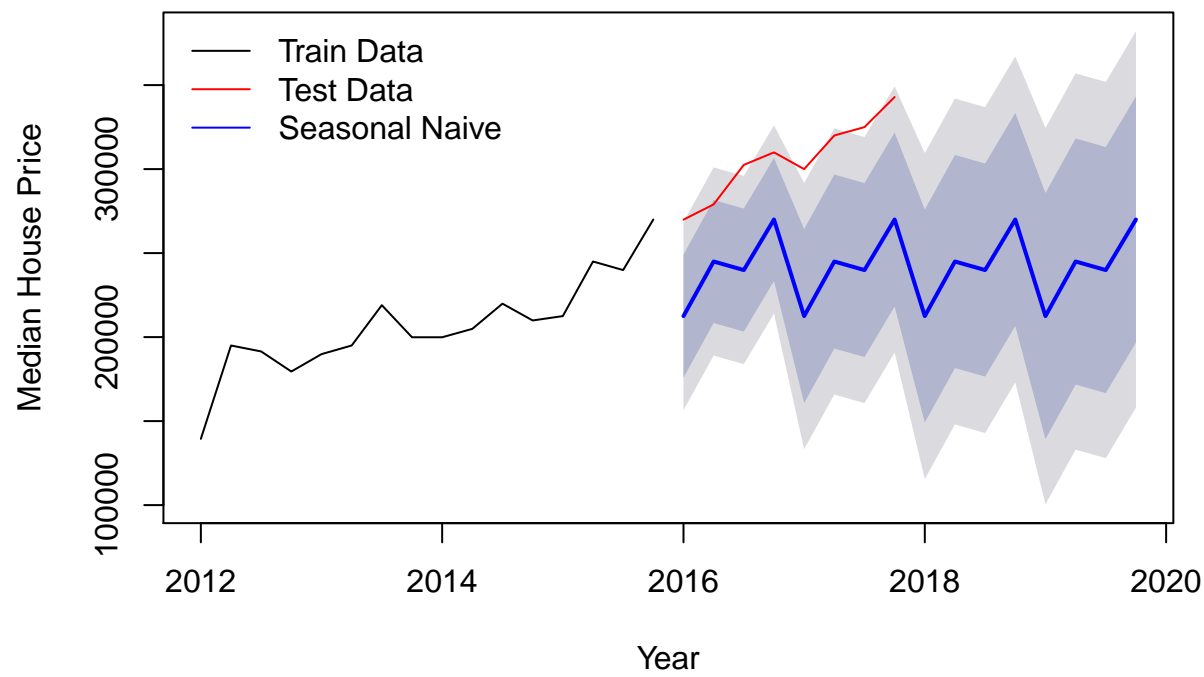 Train Data
Test Data
Seasonal Naive
Median House Price
300000
200000
100000
2012
2014
2016
2018
2020
Year